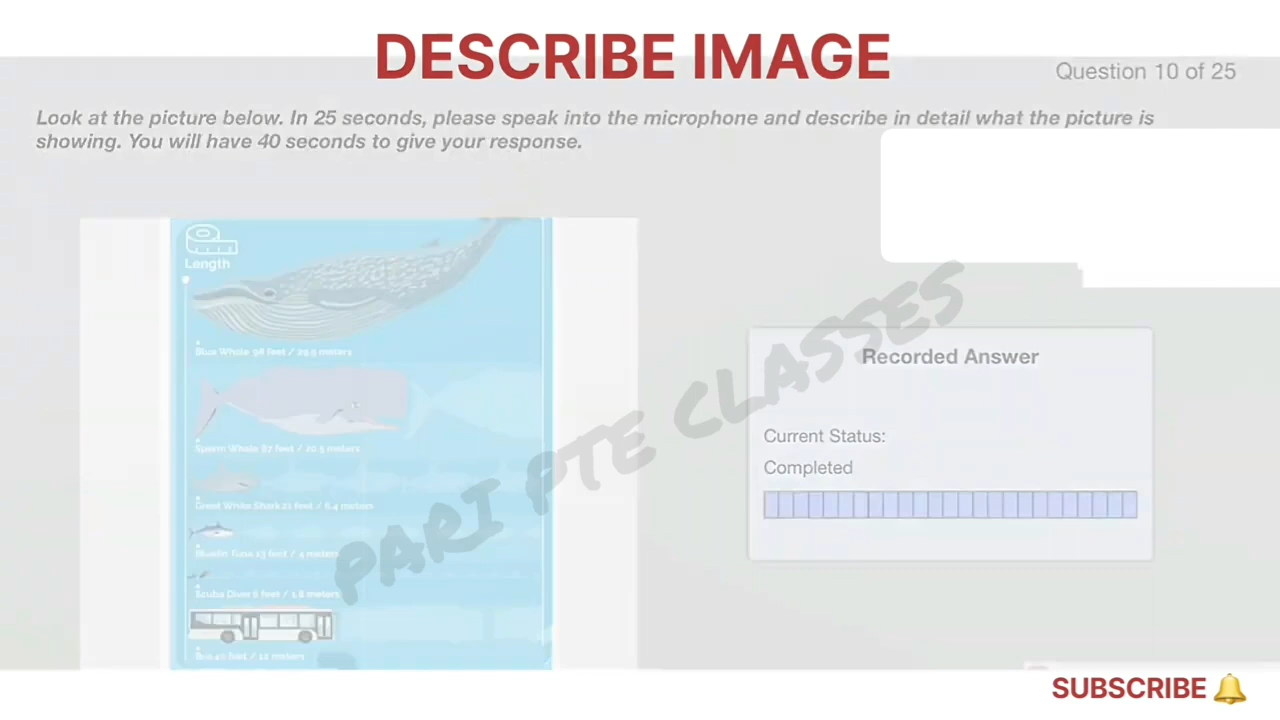 DESCRIBE IMAGE
Question 10 of 25
Look at the picture below. In 25 seconds, please speak into the microphone and describe in detail what the picture is
showing. You will have 40 seconds to give your response.
Length
Blue Whale 98 feet / 29.9 meters
Sperm Whale 67 feet / 20.5 meters
Great White Shark 21 feet / 6.4 meters
Bluefin Tuna 13 feet / 4 meters
Scuba Diver 6 feet / 1.8 meters
Bus 40 feet / 12 meters
Recorded Answer
Current Status:
Completed
PARI PTE CLASSES
SUBSCRIBE